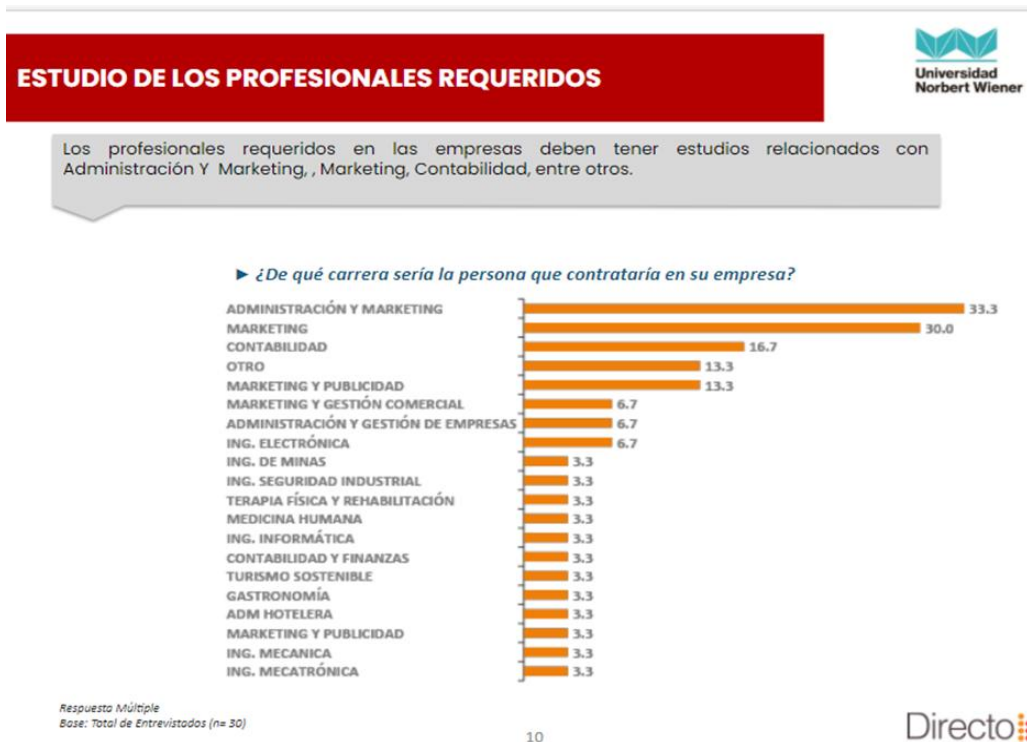 ESTUDIO DE LOS PROFESIONALES REQUERIDOS
Universidad
Norbert Wiener
Los profesionales requeridos en las empresas deben tener estudios relacionados con
Administración Y Marketing, , Marketing, Contabilidad, entre otros.
► ¿De qué carrera sería la persona que contrataría en su empresa?
ADMINISTRACIÓN Y MARKETING 33.3
MARKETING 30.0
CONTABILIDAD 16.7
OTRO 13.3
MARKETING Y PUBLICIDAD 13.3
MARKETING Y GESTIÓN COMERCIAL 6.7
ADMINISTRACIÓN Y GESTIÓN DE EMPRESAS 6.7
ING. ELECTRÓNICA 6.7
ING. DE MINAS 3.3
ING. SEGURIDAD INDUSTRIAL 3.3
TERAPIA FÍSICA Y REHABILITACIÓN 3.3
MEDICINA HUMANA 3.3
ING. INFORMÁTICA 3.3
CONTABILIDAD Y FINANZAS 3.3
TURISMO SOSTENIBLE 3.3
GASTRONOMÍA 3.3
ADM HOTELERA 3.3
MARKETING Y PUBLICIDAD 3.3
ING. MECANICA 3.3
ING. MECATRÓNICA 3.3
Respuesta Múltiple
Base: Total de Entrevistados (n= 30)
10
Directo